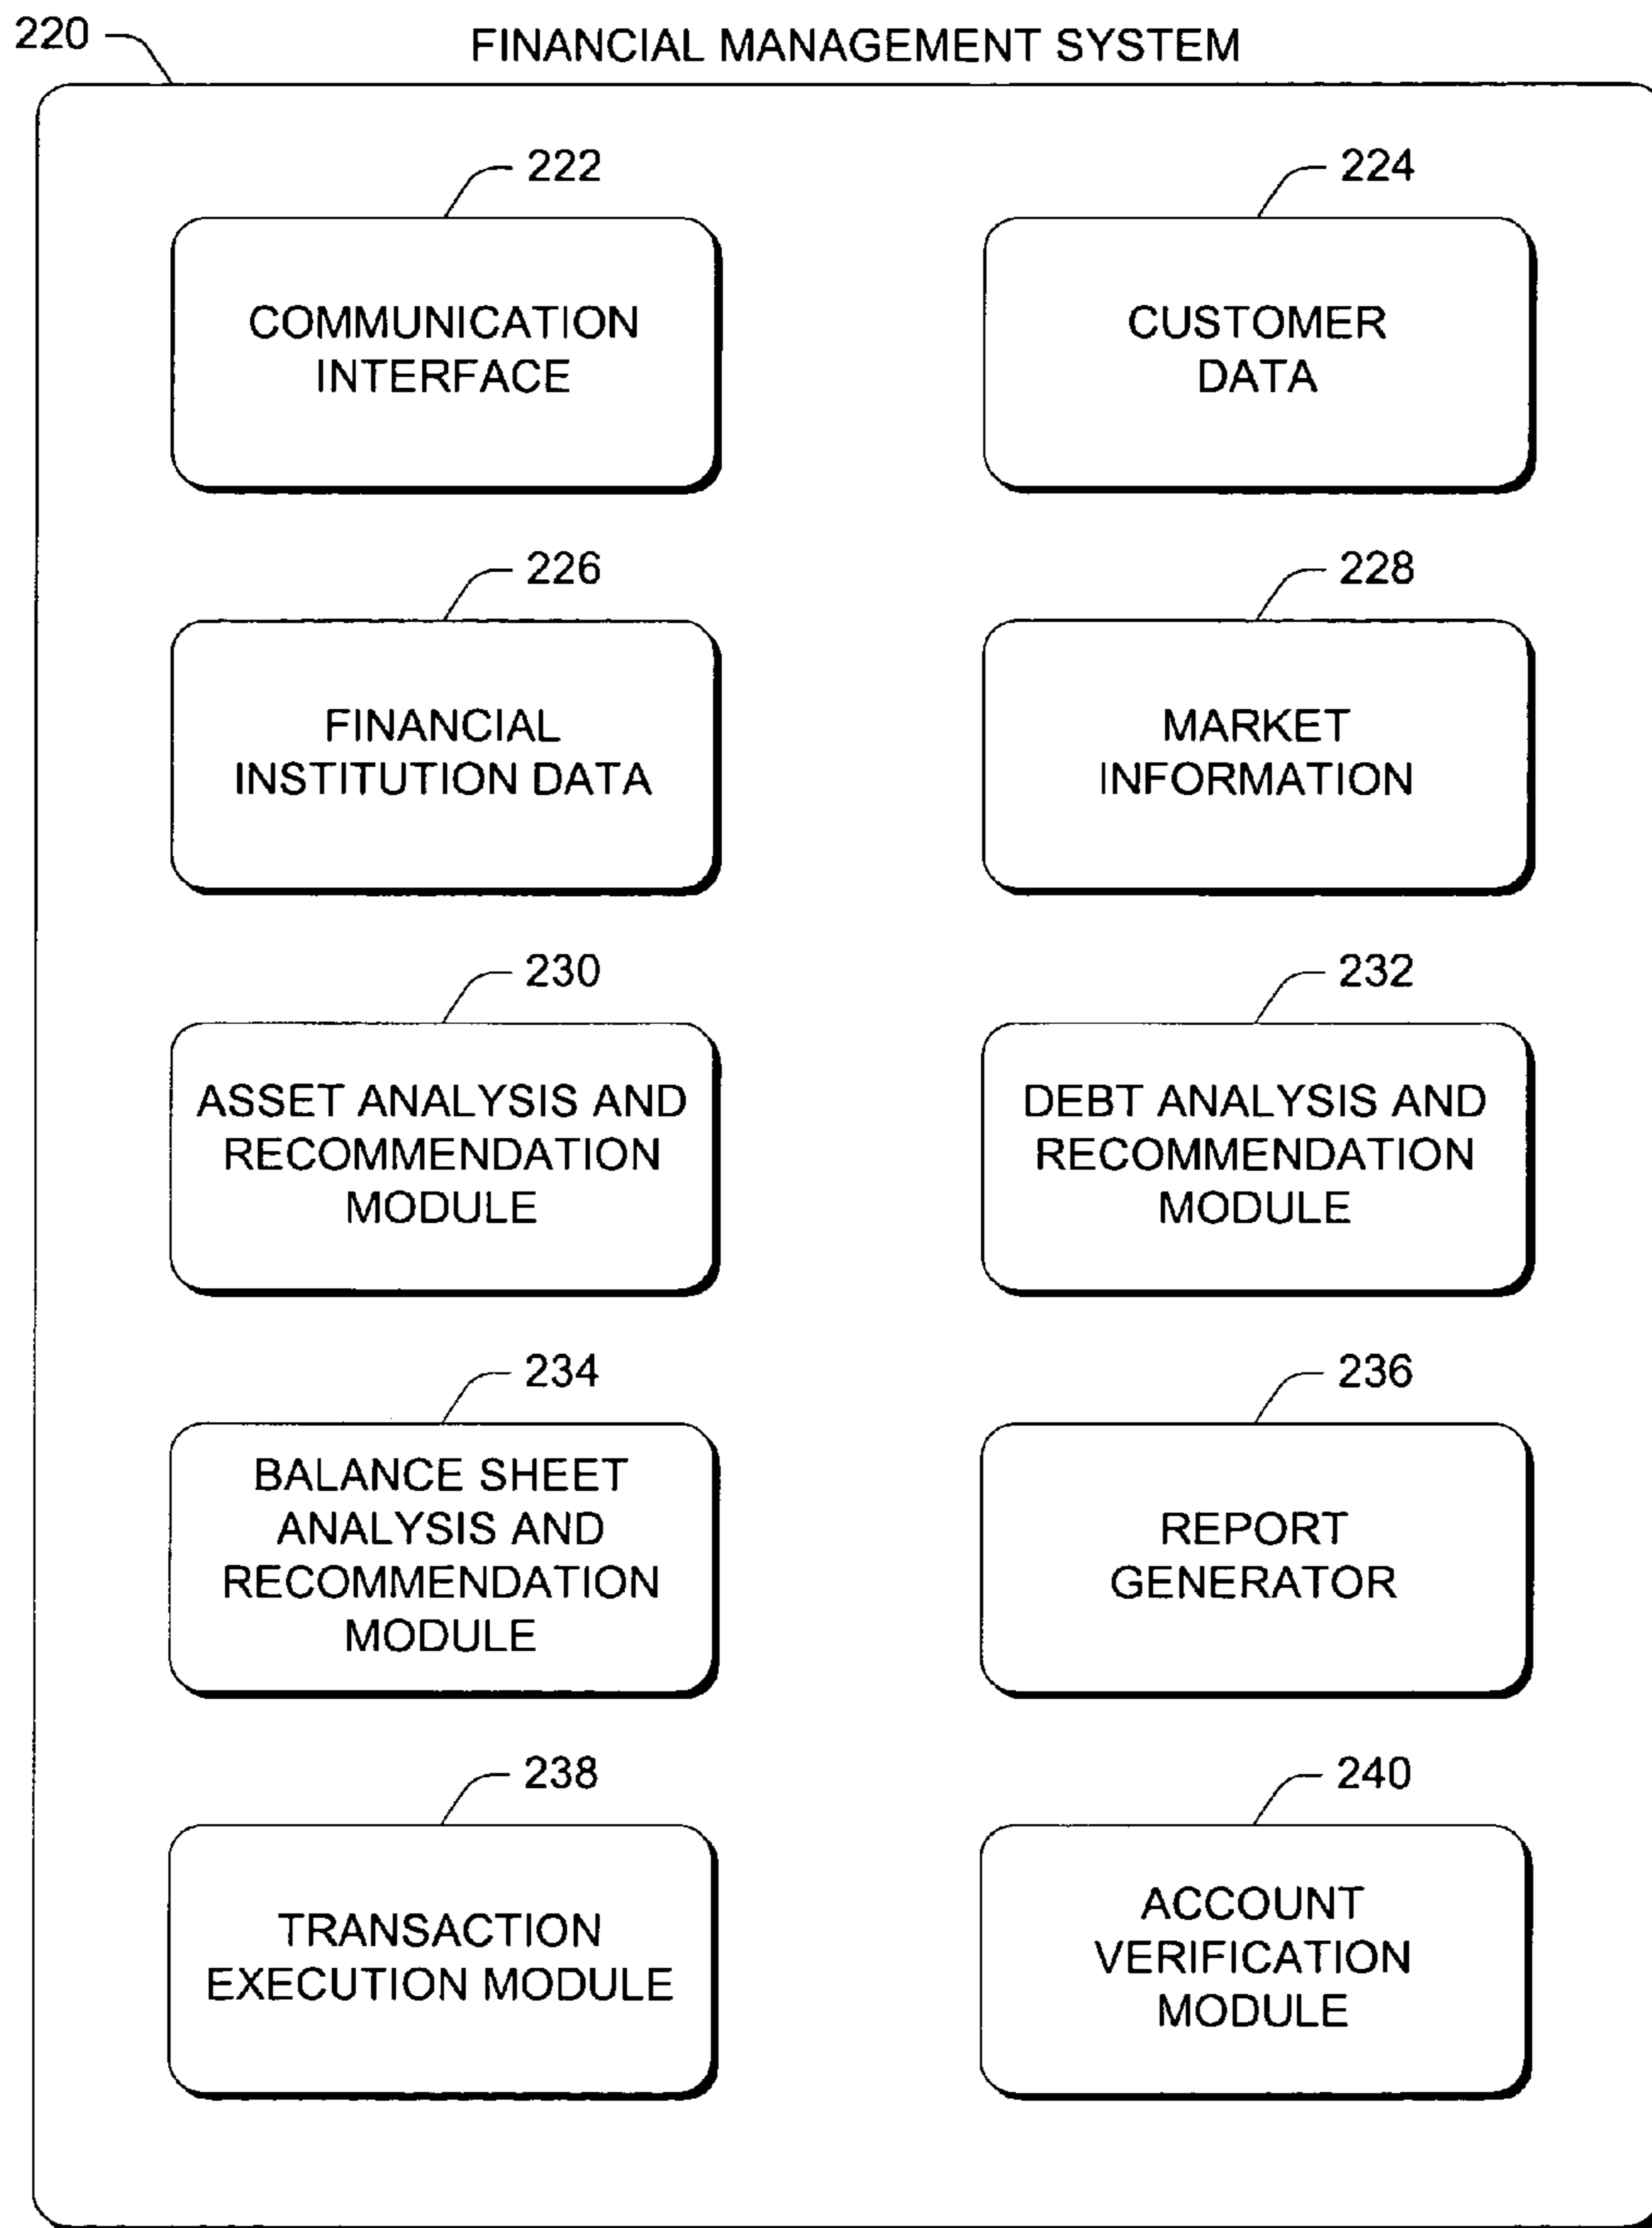 220
FINANCIAL MANAGEMENT SYSTEM
222
COMMUNICATION
INTERFACE
224
CUSTOMER
DATA
226
FINANCIAL
INSTITUTION DATA
228
MARKET
INFORMATION
230
ASSET ANALYSIS AND
RECOMMENDATION
MODULE
232
DEBT ANALYSIS AND
RECOMMENDATION
MODULE
234
BALANCE SHEET
ANALYSIS AND
RECOMMENDATION
MODULE
236
REPORT
GENERATOR
238
TRANSACTION
EXECUTION MODULE
240
ACCOUNT
VERIFICATION
MODULE